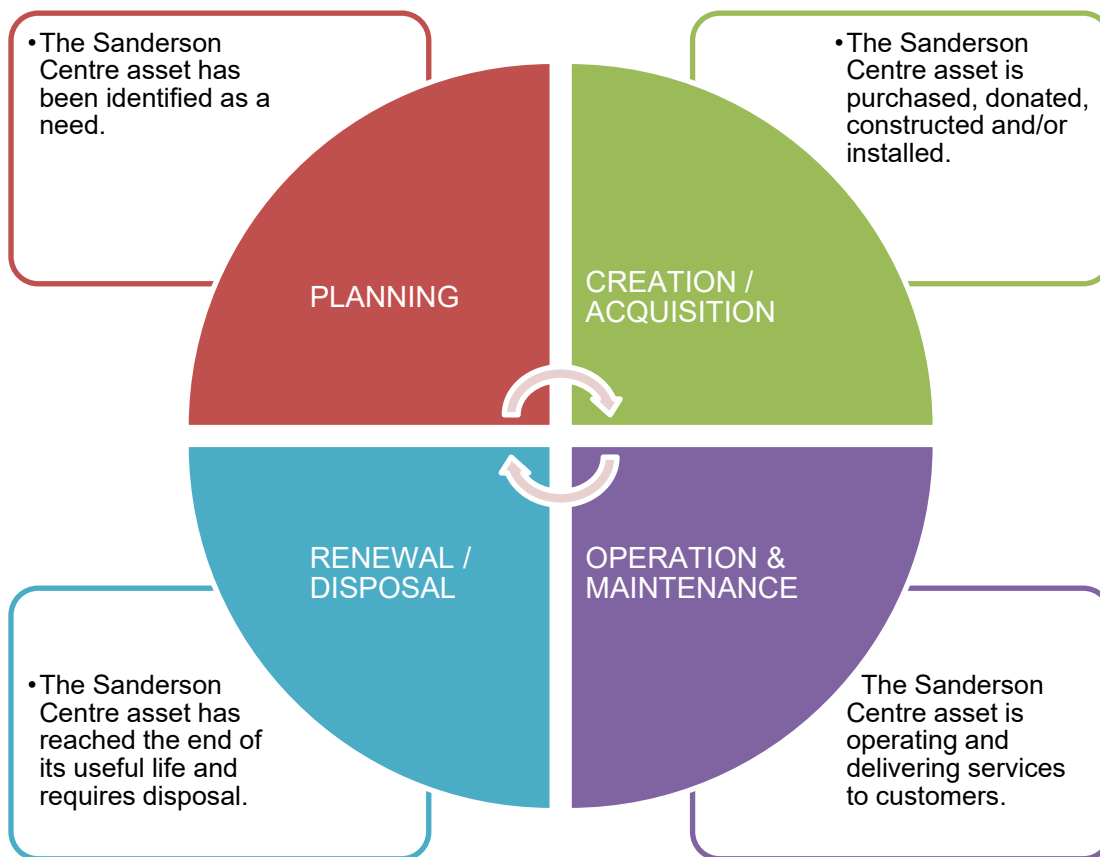 •The Sanderson
Centre asset has
been identified as a
need.
•The Sanderson
Centre asset is
purchased, donated,
constructed and/or
installed.
PLANNING
CREATION /
ACQUISITION
RENEWAL /
DISPOSAL
OPERATION &
MAINTENANCE
•The Sanderson
Centre asset has
reached the end of
its useful life and
requires disposal.
The Sanderson
Centre asset is
operating and
delivering services
to customers.